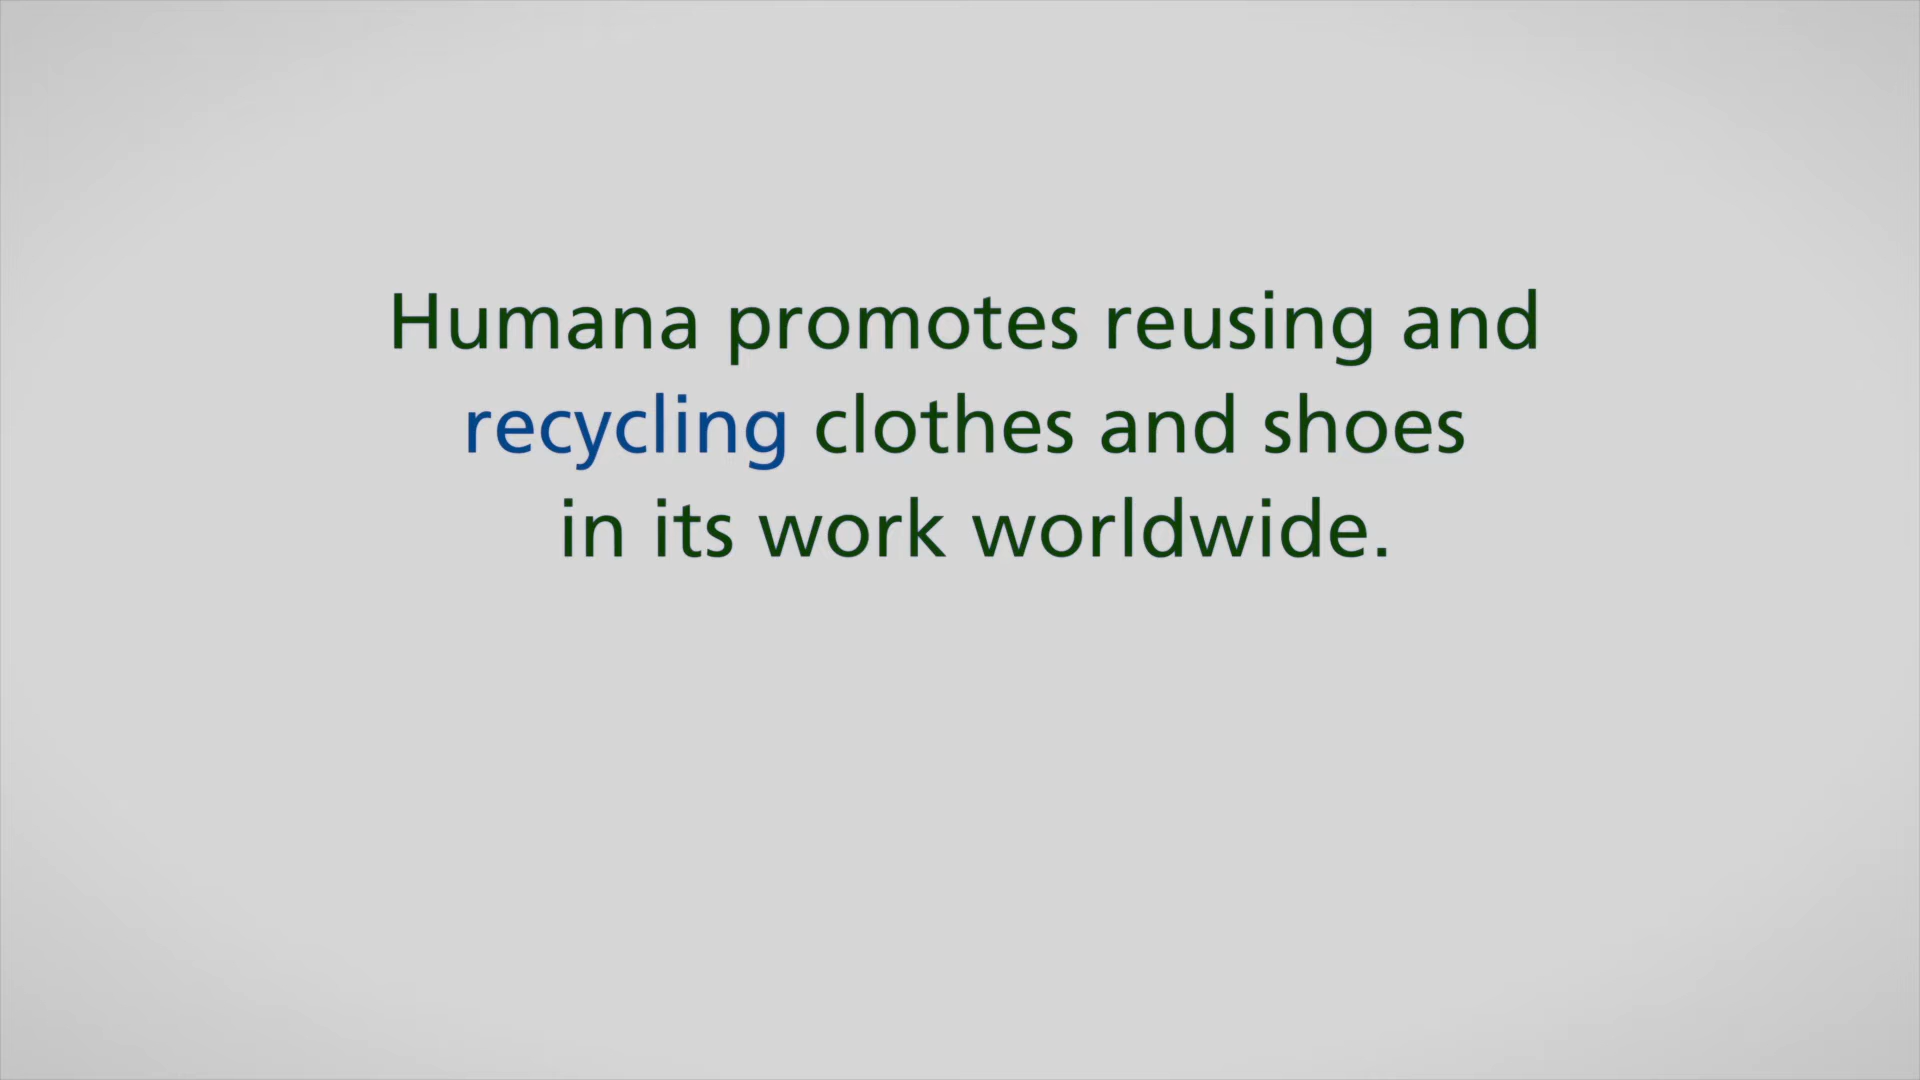 Humana promotes reusing and
recycling clothes and shoes
in its work worldwide.